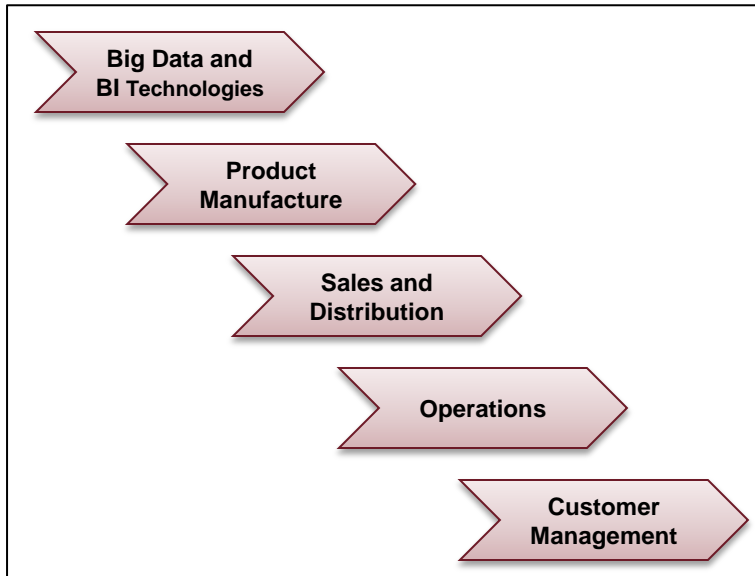 Big Data and
BI Technologies
Product
Manufacture
Sales and
Distribution
Operations
Customer
Management